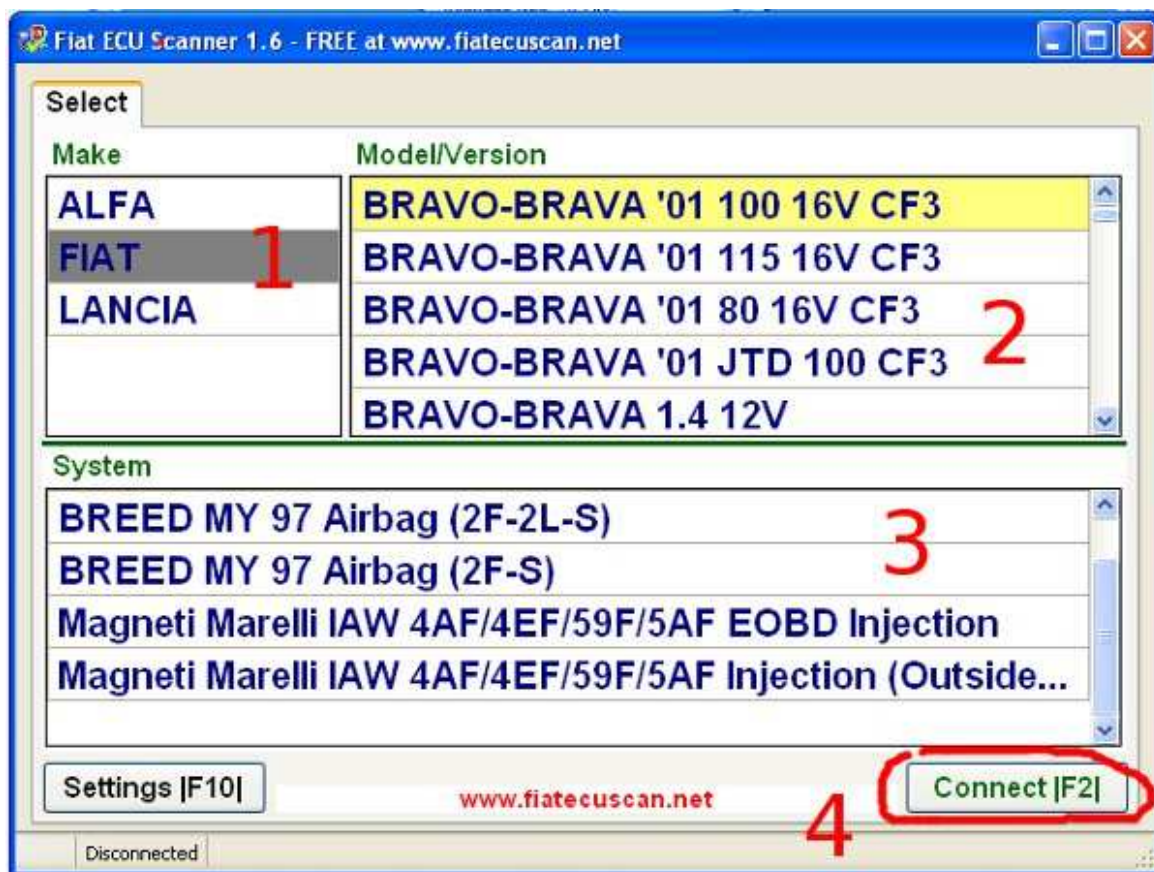 Fiat ECU Scanner 1.6 - FREE at www.fiatecuscan.net
Select
Make
Model/Version
ALFA
BRAVO-BRAVA '01 100 16V CF3
FIAT
1
BRAVO-BRAVA '01 115 16V CF3
LANCIA
BRAVO-BRAVA '01 80 16V CF3
2
BRAVO-BRAVA '01 JTD 100 CF3
BRAVO-BRAVA 1.4 12V
System
BREED MY 97 Airbag (2F-2L-S)
3
BREED MY 97 Airbag (2F-S)
Magneti Marelli IAW 4AF/4EF/59F/5AF EOBD Injection
Magneti Marelli IAW 4AF/4EF/59F/5AF Injection (Outside...
Settings |F10|
www.fiatecuscan.net
4
Connect |F2|
Disconnected